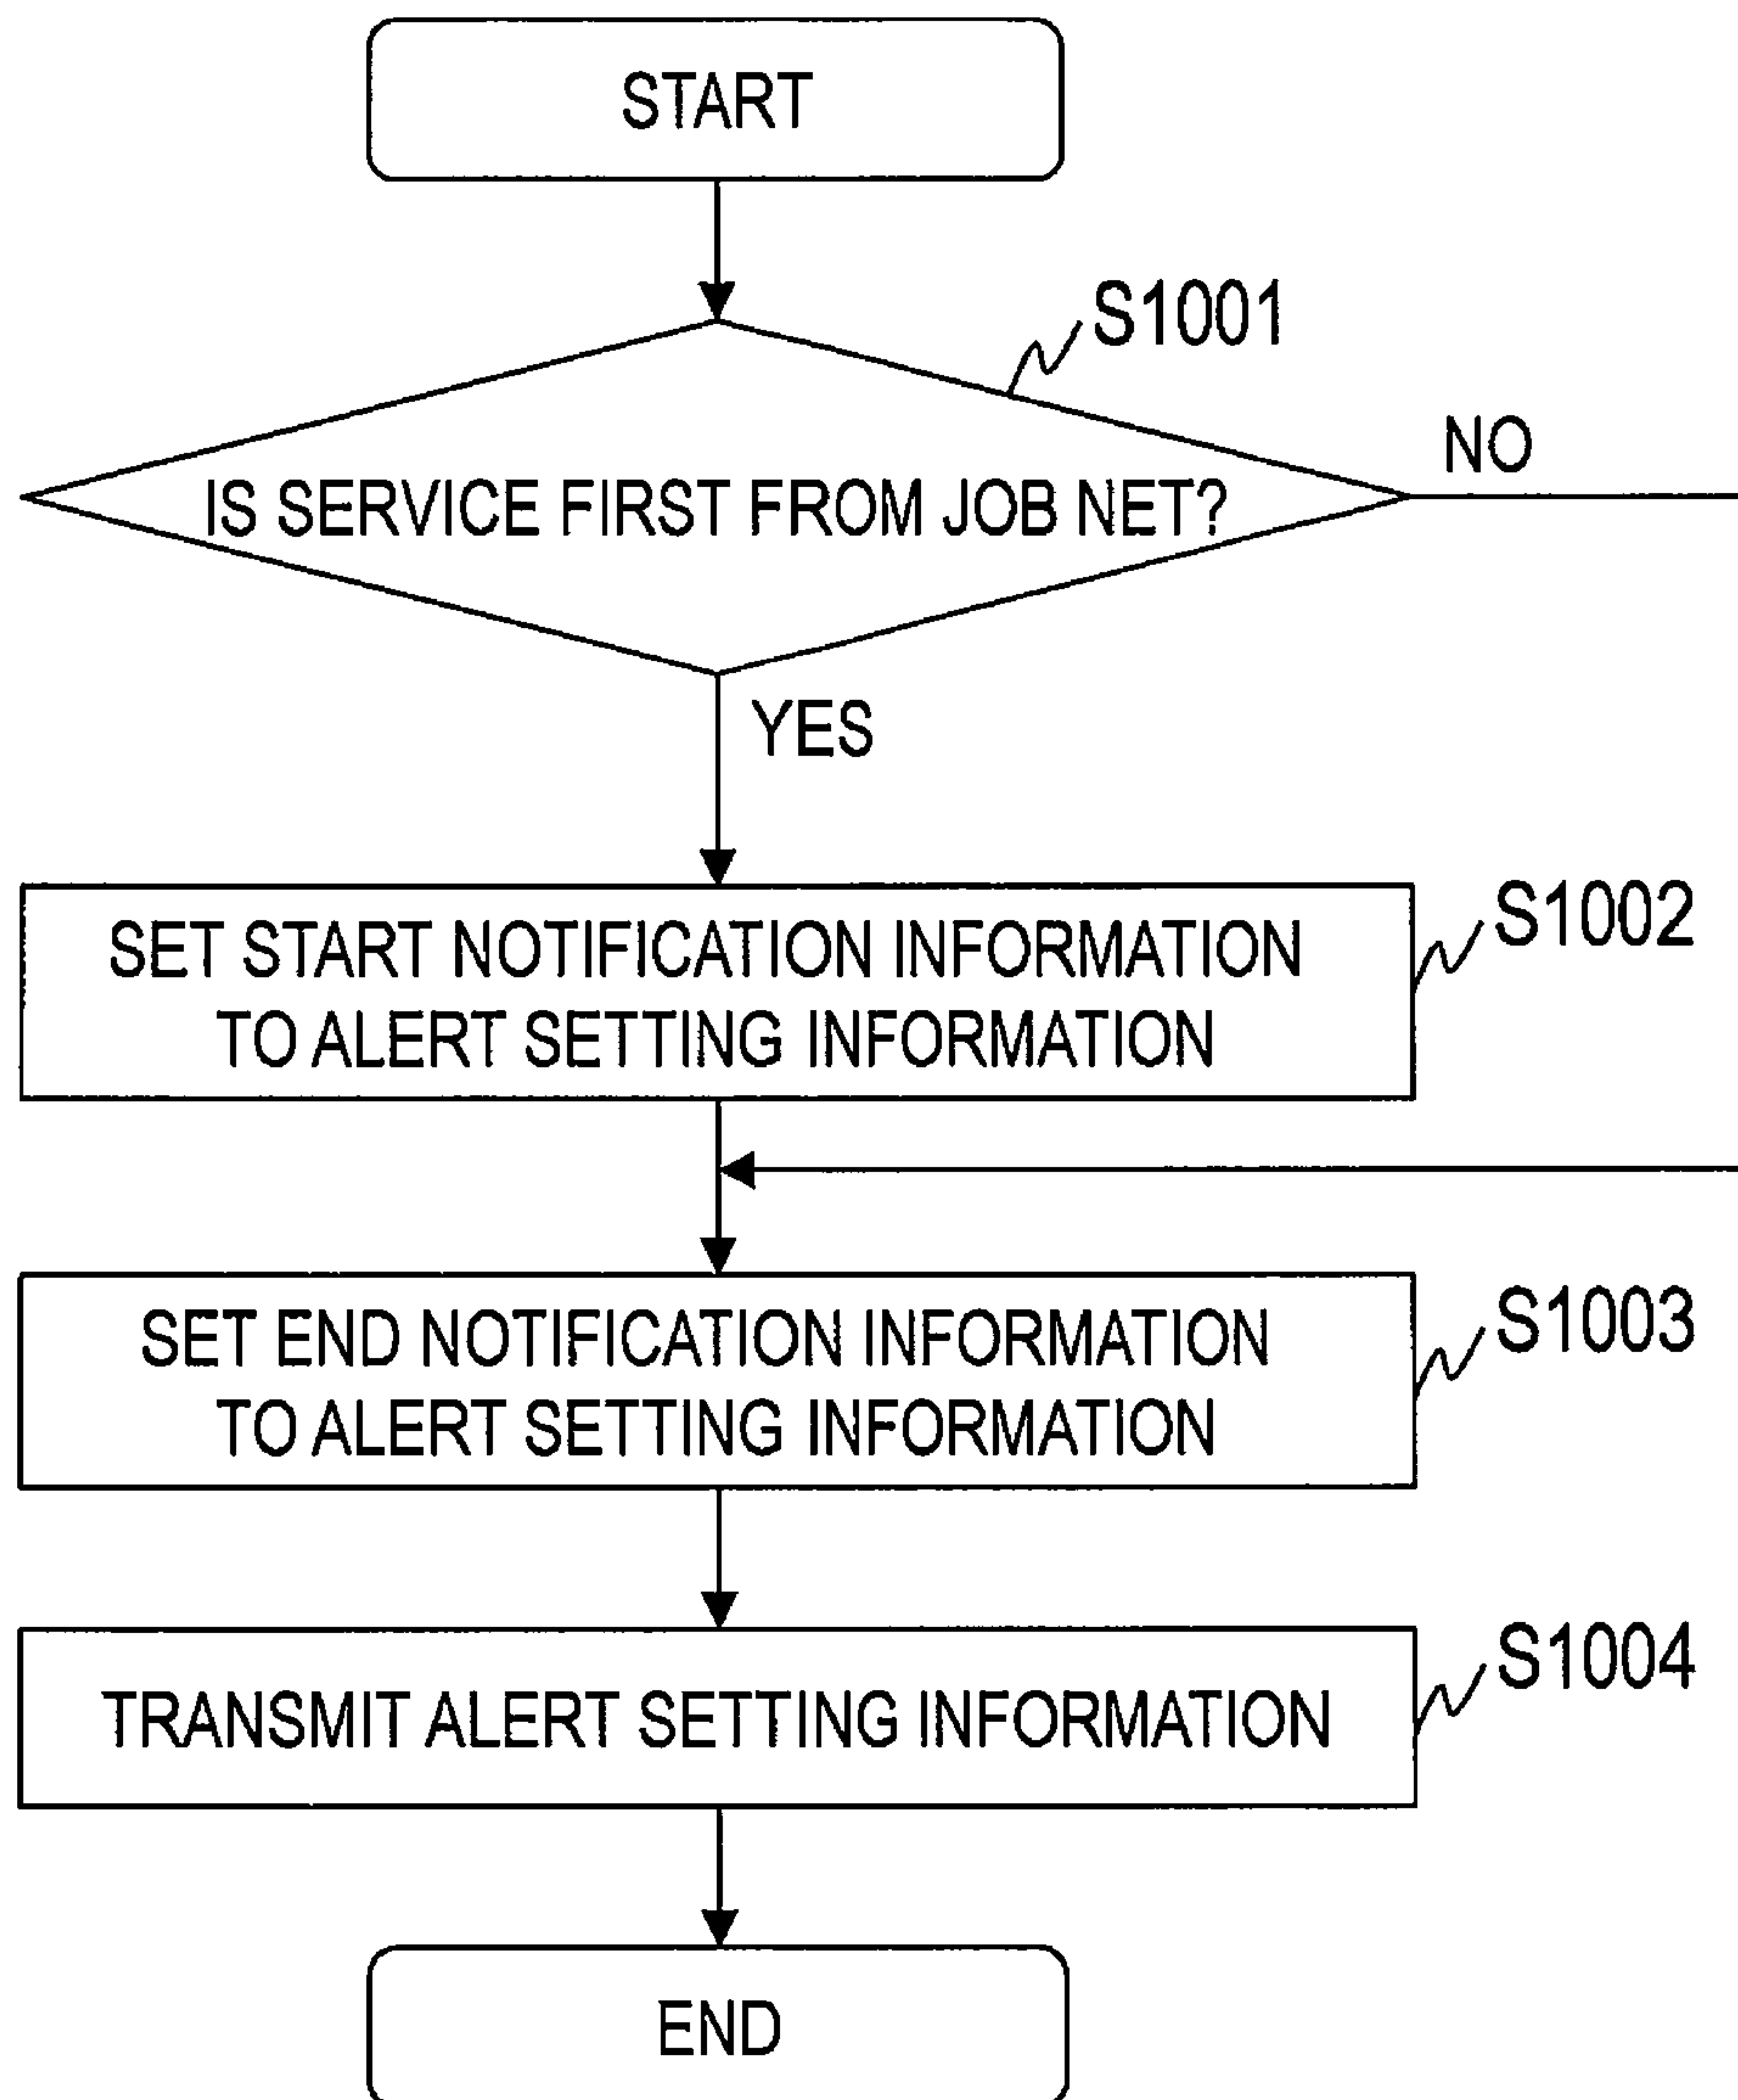 START
S1001
IS SERVICE FIRST FROM JOB NET?
NO
YES
SET START NOTIFICATION INFORMATION
TO ALERT SETTING INFORMATION
S1002
SET END NOTIFICATION INFORMATION
TO ALERT SETTING INFORMATION
S1003
TRANSMIT ALERT SETTING INFORMATION
S1004
END